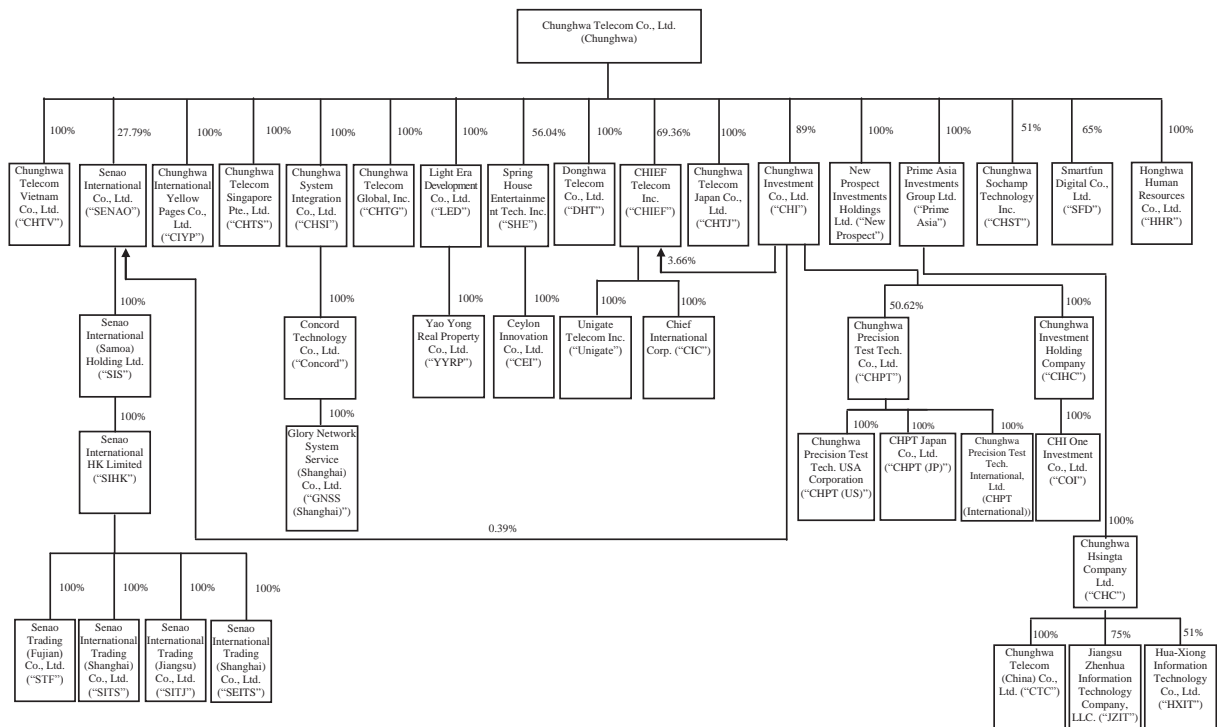 Chunghwa Telecom Co., Ltd.
(Chunghwa)
100%
27.79%
100%
100%
100%
100%
100%
56.04%
100%
69.36%
100%
89%
100%
100%
51%
65%
100%
Chunghwa
Telecom
Vietnam
Co., Ltd.
("CHTV")
Senao
International
Co., Ltd.
("SENAO")
Chunghwa
International
Yellow
Pages Co.,
Ltd.
("CIYP")
Chunghwa
Telecom
Singapore
Pte., Ltd.
("CHTS")
Chunghwa
System
Integration
Co., Ltd.
("CHSI")
Chunghwa
Telecom
Global, Inc.
("CHTG")
Light Era
Development
Co., Ltd.
("LED")
Spring
House
Entertainme
nt Tech. Inc.
("SHE")
Donghwa
Telecom
Co., Ltd.
("DHT")
CHIEF
Telecom
Inc.
("CHIEF")
Chunghwa
Telecom
Japan Co.,
Ltd.
("CHTJ")
Chunghwa
Investment
Co., Ltd.
("CHI")
New
Prospect
Investments
Holdings
Ltd. ("New
Prospect")
Prime Asia
Investments
Group Ltd.
("Prime
Asia")
Chunghwa
Sochamp
Technology
Inc.
("CHST")
Smartfun
Digital Co.,
Ltd.
("SFD")
Honghwa
Human
Resources
Co., Ltd.
("HHR")
3.66%
100%
100%
100%
100%
100%
100%
50.62%
100%
Senao
International
(Samoa)
Holding Ltd.
("SIS")
Concord
Technology
Co., Ltd.
("Concord")
Yao Yong
Real Property
Co., Ltd.
("YYRP")
Ceylon
Innovation
Co., Ltd.
("CEI")
Unigate
Telecom Inc.
("Unigate")
Chief
International
Corp. ("CIC")
Chunghwa
Precision
Test Tech.
Co., Ltd.
("CHPT")
Chunghwa
Investment
Holding
Company
("CIHC")
100%
100%
100%
100%
100%
100%
Senao
International
HK Limited
("SIHK")
Glory Network
System
Service
(Shanghai)
Co., Ltd.
("GNSS
(Shanghai)")
Chunghwa
Precision Test
Tech. USA
Corporation
("CHPT (US)")
CHPT Japan
Co., Ltd.
("CHPT (JP)")
Chunghwa
Precision Test
Tech.
International,
Ltd.
(CHPT
(International))
CHI One
Investment
Co., Ltd.
("COI")
0.39%
100%
Chunghwa
Hsingta
Company
Ltd.
("CHC")
100%
100%
100%
100%
Senao
Trading
(Fujian)
Co., Ltd.
("STF")
Senao
International
Trading
(Shanghai)
Co., Ltd.
("SITS")
Senao
International
Trading
(Jiangsu)
Co., Ltd.
("SITJ")
Senao
International
Trading
(Shanghai)
Co., Ltd.
("SEITS")
100%
75%
51%
Chunghwa
Telecom
(China) Co.,
Ltd. ("CTC")
Jiangsu
Zhenhua
Information
Technology
Company,
LLC. ("JZIT")
Hua-Xiong
Information
Technology
Co., Ltd.
("HXIT")